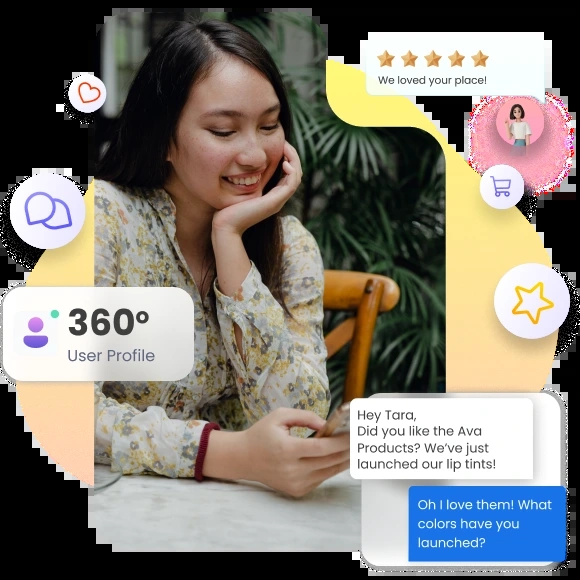 We loved your place!
360°
User Profile
Hey Tara,
Did you like the Ava
Products? We've just
launched our lip tints!
Oh I love them! What
colors have you
launched?